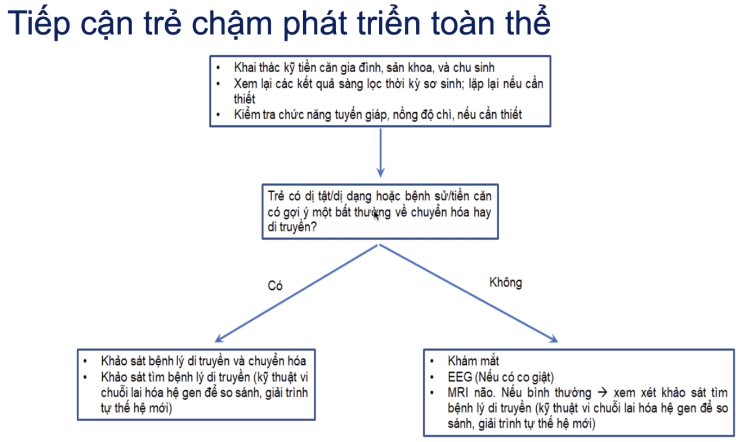 Tiếp cận trẻ chậm phát triển toàn thể
• Khai thác kỹ tiền căn gia đình, sản khoa, và chu sinh
• Xem lại các kết quả sàng lọc thời kỳ sơ sinh; lặp lại nếu cần
thiết
• Kiểm tra chức năng tuyến giáp, nồng độ chì, nếu cần thiết
Trẻ có dị tật/dị dạng hoặc bệnh sử/tiền căn
có gợi ý một bất thường về chuyển hóa hay
di truyền?
Có
Không
• Khảo sát bệnh lý di truyền và chuyển hóa
• Khảo sát tìm bệnh lý di truyền (kỹ thuật vi
chuỗi lai hóa hệ gen để so sánh, giải trình
tự thế hệ mới)
• Khám mắt
• EEG (Nếu có co giật)
• MRI não. Nếu bình thường → xem xét khảo sát tìm
bệnh lý di truyền (kỹ thuật vi chuỗi lai hóa hệ gen để so
sánh, giải trình tự thế hệ mới)